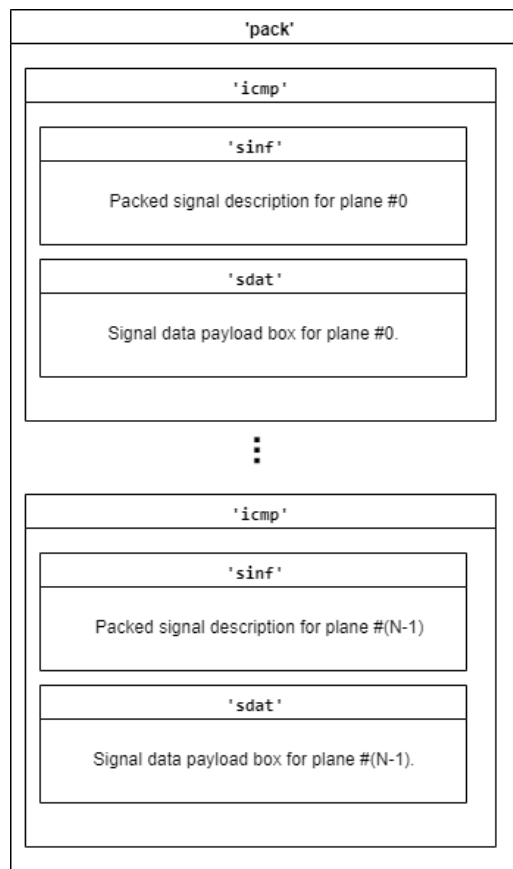 'pack'
'icmp'
'sinf'
Packed signal description for plane #0
'sdat'
Signal data payload box for plane #0.
'icmp'
'sinf'
Packed signal description for plane #(N-1)
'sdat'
Signal data payload box for plane #(N-1).